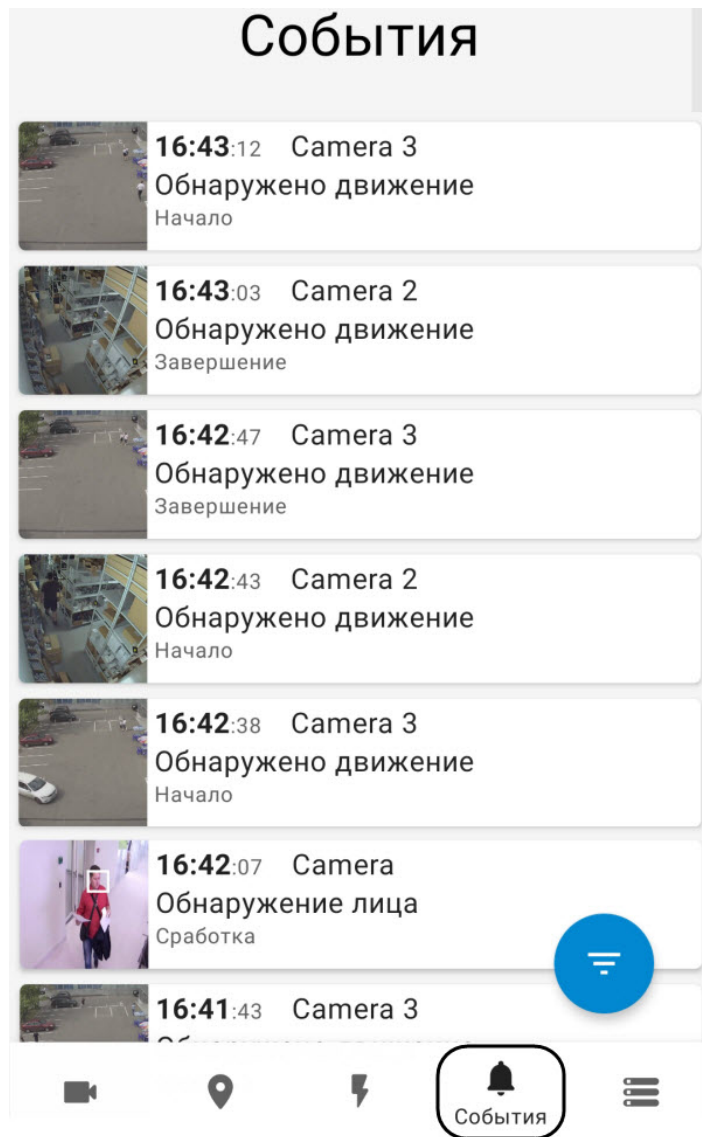 События
16:43:12 Camera 3
Обнаружено движение
Начало
16:43:03 Camera 2
Обнаружено движение
Завершение
16:42:47 Camera 3
Обнаружено движение
Завершение
16:42:43 Camera 2
Обнаружено движение
Начало
16:42:38 Camera 3
Обнаружено движение
Начало
16:42:07 Camera
Обнаружение лица
Сработка
16:41:43 Camera 3
События